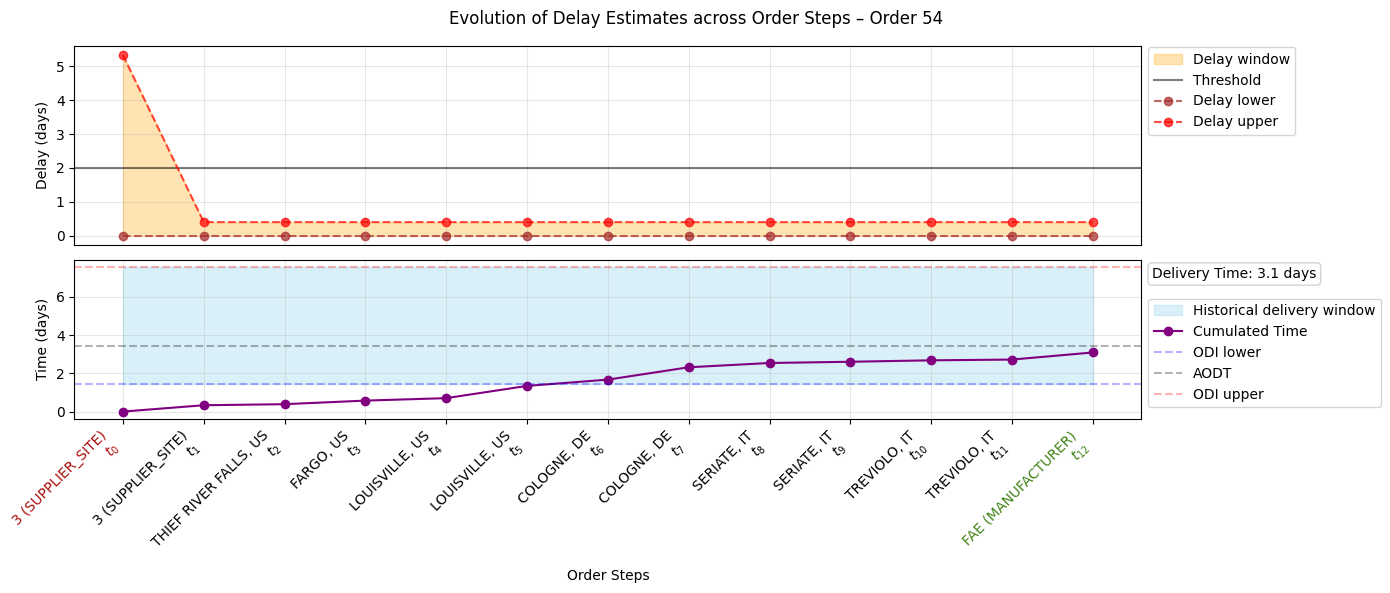 Evolution of Delay Estimates across Order Steps – Order 54
Delay (days)
5
4
3
2
1
0
Delay window
Threshold
Delay lower
Delay upper
Time (days)
6
4
2
0
Delivery Time: 3.1 days
Historical delivery window
Cumulated Time
ODI lower
AODT
ODI upper
3 (SUPPLIER_SITE)
t0
3 (SUPPLIER_SITE)
t1
THIEF RIVER FALLS, US
t2
FARGO, US
t3
LOUISVILLE, US
t4
LOUISVILLE, US
t5
COLOGNE, DE
t6
COLOGNE, DE
t7
SERIATE, IT
t8
SERIATE, IT
t9
TREVIOLO, IT
t10
TREVIOLO, IT
t11
FAE (MANUFACTURER)
t12
Order Steps